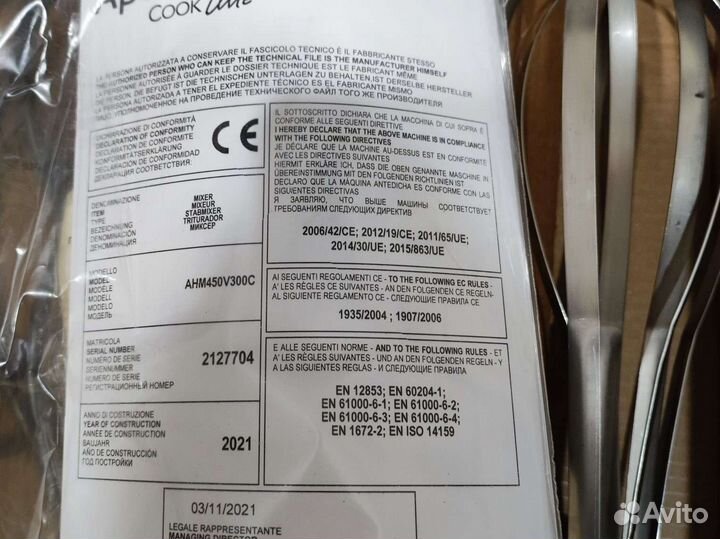 COOK Line
LA PERSONA AUTORIZZATA A CONSERVARE IL FASCICOLO TECNICO È IL FABBRICANTE STESSO
THE AUTHORIZED PERSON WHO CAN KEEP THE TECHNICAL FILE IS THE MANUFACTURER HIMSELF
LA PERSONNE AUTORISÉE À GUARDER LE DOSSIER TECHNIQUE EST LE FABRICANT MÊME
PERSON, DIE BEFUGT IST DIE TECHNISCHEN UNTERLAGEN ZU BEHALTEN, IST DERSELBE HERSTELLER
LA PERSONA AUTORIZADA A TENER EL EXPEDIENTE TÉCNICO ES EL FABRICANTE MISMO
ЛИЦО, УПОЛНОМОЧЕННОЕ НА ПРОВЕДЕНИЕ ТЕХНИЧЕСКОГО ФАЙЛ ТОГО ЖЕ ПРОИЗВОДИТЕЛЯ
DICHIARAZIONE DI CONFORMITÀ
DECLARATION OF CONFORMITY
DÉCLARATION DE CONFORMITÉ
KONFORMITÄTSERKLÄRUNG
DECLARACIÓN DE CONFORMIDAD
ДЕКЛАРАЦИЯ СООТВЕТСТВИЯ.
CE
DENOMINAZIONE
ITEM
TYPE
BEZEICHNUNG
DENOMINACIÓN
ДЕНОМИНАЦИЯ
MIXER
MIXEUR
STABMIXER
TRITURADOR
МИКСЕР
MODELLO
MODEL
MODÈLE
MODELL
MODELO
МОДЕЛЬ
AHM450V300C
MATRICOLA
SERIAL NUMBER
NUMÉRO DE SÉRIE
SERIENNUMMER
NÚMERO DE SERIE
РЕГИСТРАЦИОННЫЙ НОМЕР
2127704
ANNO DI COSTRUZIONE
YEAR OF CONSTRUCTION
ANNÉE DE CONSTRUCTION
BAUJAHR
AÑO DE CONSTRUCCIÓN
ГОД ПОСТРОЙКИ
2021
IL SOTTOSCRITTO DICHIARA CHE LA MACCHINA DI CUI SOPRA È
CONFORME ALLE SEGUENTI DIRETTIVE
I HEREBY DECLARE THAT THE ABOVE MACHINE IS IN COMPLIANCE
WITH THE FOLLOWING DIRECTIVES
JE DÉCLARE QUE LA MACHINE AU-DESSUS EST EN CONFORMITÉ
AVEC LES DIRECTIVES SUIVANTES
HIERMIT ERKLÄRE ICH, DASS DIE OBEN GENANNTE MASCHINE IN
ÜBEREINSTIMMUNG MIT DEN FOLGENDEN RICHTLINIEN IST
DECLARO QUE LA MÁQUINA ANTEDICHA ES CONFORME CON LAS
SIGUIENTES DIRECTIVAS
Я ЗАЯВЛЯЮ, ЧТО ВЫШЕ МАШИНЫ СООТВЕТСТВУЕТ
ТРЕБОВАНИЯМ СЛЕДУЮЩИХ ДИРЕКТИВ
2006/42/CE; 2012/19/CE; 2011/65/UE;
2014/30/UE; 2015/863/UE
AI SEGUENTI REGOLAMENTI CE - TO THE FOLLOWING EC RULES -
A' LES RÈGLES CE SUIVANTES - AN DEN FOLGENDEN CE REGELN-
AL SIGUIENTE REGLAMENTO CE - СЛЕДУЮЩИЕ ПРАВИЛА CE
1935/2004 ; 1907/2006
E ALLE SEGUENTI NORME - AND TO THE FOLLOWING RULES - ET
A' LES RÈGLES SUIVANTES - UND AN DEN FOLGENDEN REGELN - Y
A LAS SIGUIENTES REGLAS - И СЛЕДУЮЩИЕ ПРАВИЛА
EN 12853; EN 60204-1;
EN 61000-6-1; EN 61000-6-2;
EN 61000-6-3; EN 61000-6-4;
EN 1672-2; EN ISO 14159
03/11/2021
LEGALE RAPPRESENTANTE
MANAGING DIRECTOR
Avito